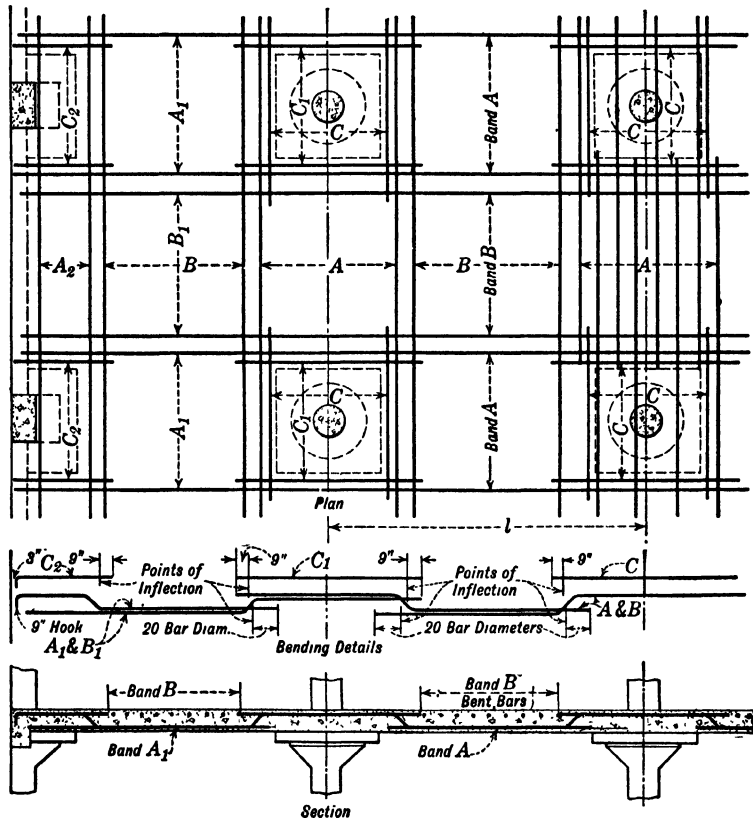 C₂ A₁ C₁ C Band A C C
B₁ Band B
A₂ B A B A
C₂ A₁ C₁ C Band A C C
Plan
l
3" C₂ 9" 9" C₁ 9" 9" C
Points of Inflection
Points of Inflection
9" Hook
A₁&B₁
20 Bar Diam.
20 Bar Diameters
A&B
Bending Details
Band B
Band B
Bent Bars
Band A₁
Band A
Section